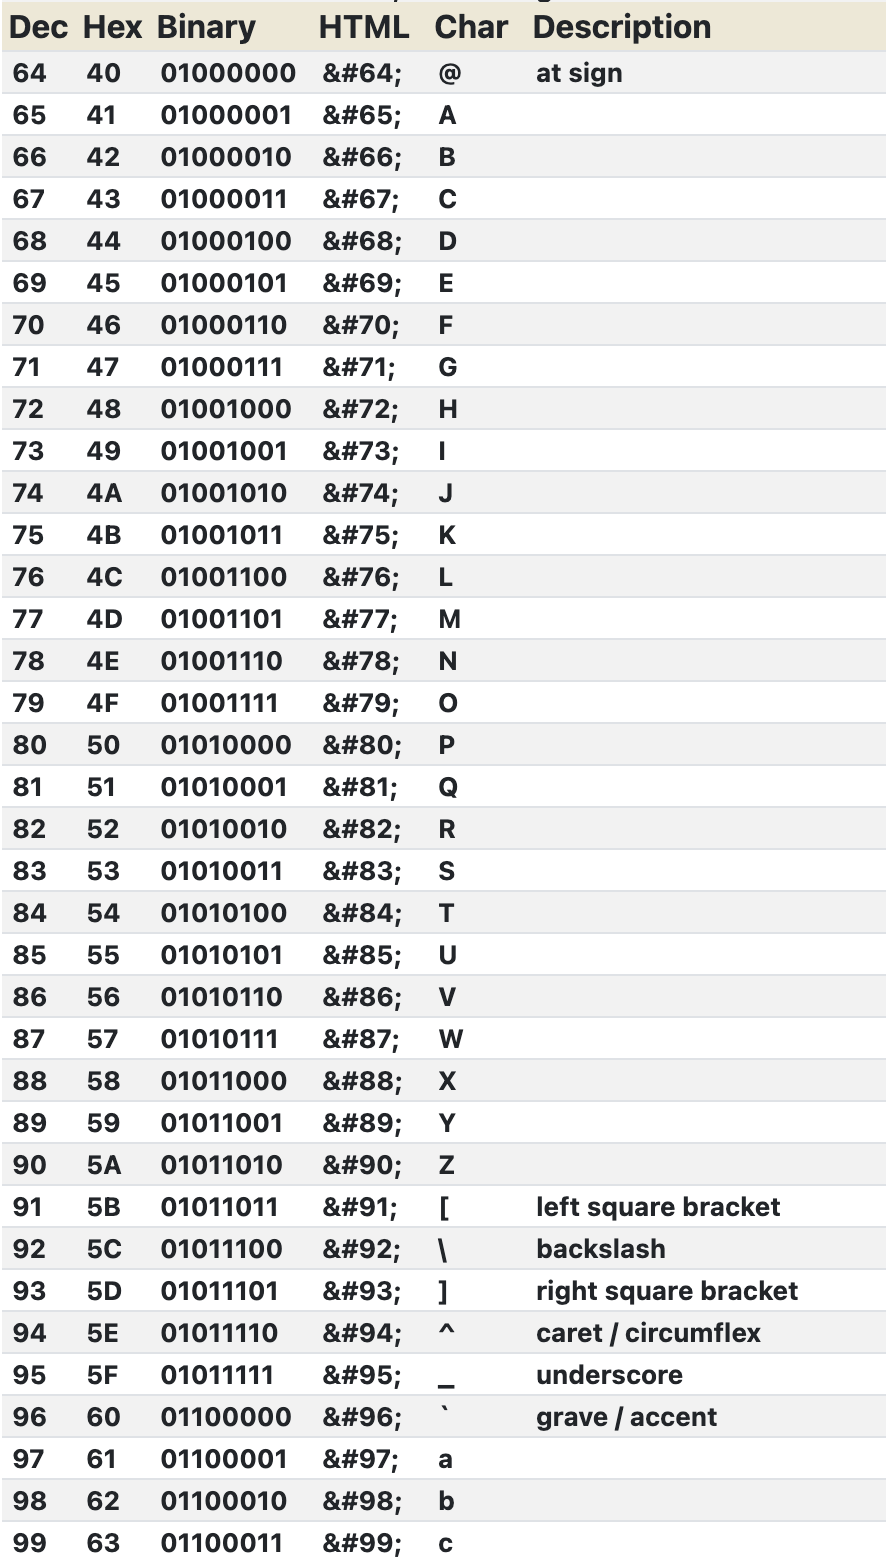 Dec Hex Binary HTML Char Description
64 40 01000000 &#64; @ at sign
65 41 01000001 &#65; A
66 42 01000010 &#66; B
67 43 01000011 &#67; C
68 44 01000100 &#68; D
69 45 01000101 &#69; E
70 46 01000110 &#70; F
71 47 01000111 &#71; G
72 48 01001000 &#72; H
73 49 01001001 &#73; I
74 4A 01001010 &#74; J
75 4B 01001011 &#75; K
76 4C 01001100 &#76; L
77 4D 01001101 &#77; M
78 4E 01001110 &#78; N
79 4F 01001111 &#79; O
80 50 01010000 &#80; P
81 51 01010001 &#81; Q
82 52 01010010 &#82; R
83 53 01010011 &#83; S
84 54 01010100 &#84; T
85 55 01010101 &#85; U
86 56 01010110 &#86; V
87 57 01010111 &#87; W
88 58 01011000 &#88; X
89 59 01011001 &#89; Y
90 5A 01011010 &#90; Z
91 5B 01011011 &#91; [ left square bracket
92 5C 01011100 &#92; \ backslash
93 5D 01011101 &#93; ] right square bracket
94 5E 01011110 &#94; ^ caret / circumflex
95 5F 01011111 &#95; _ underscore
96 60 01100000 &#96; ` grave / accent
97 61 01100001 &#97; a
98 62 01100010 &#98; b
99 63 01100011 &#99; c